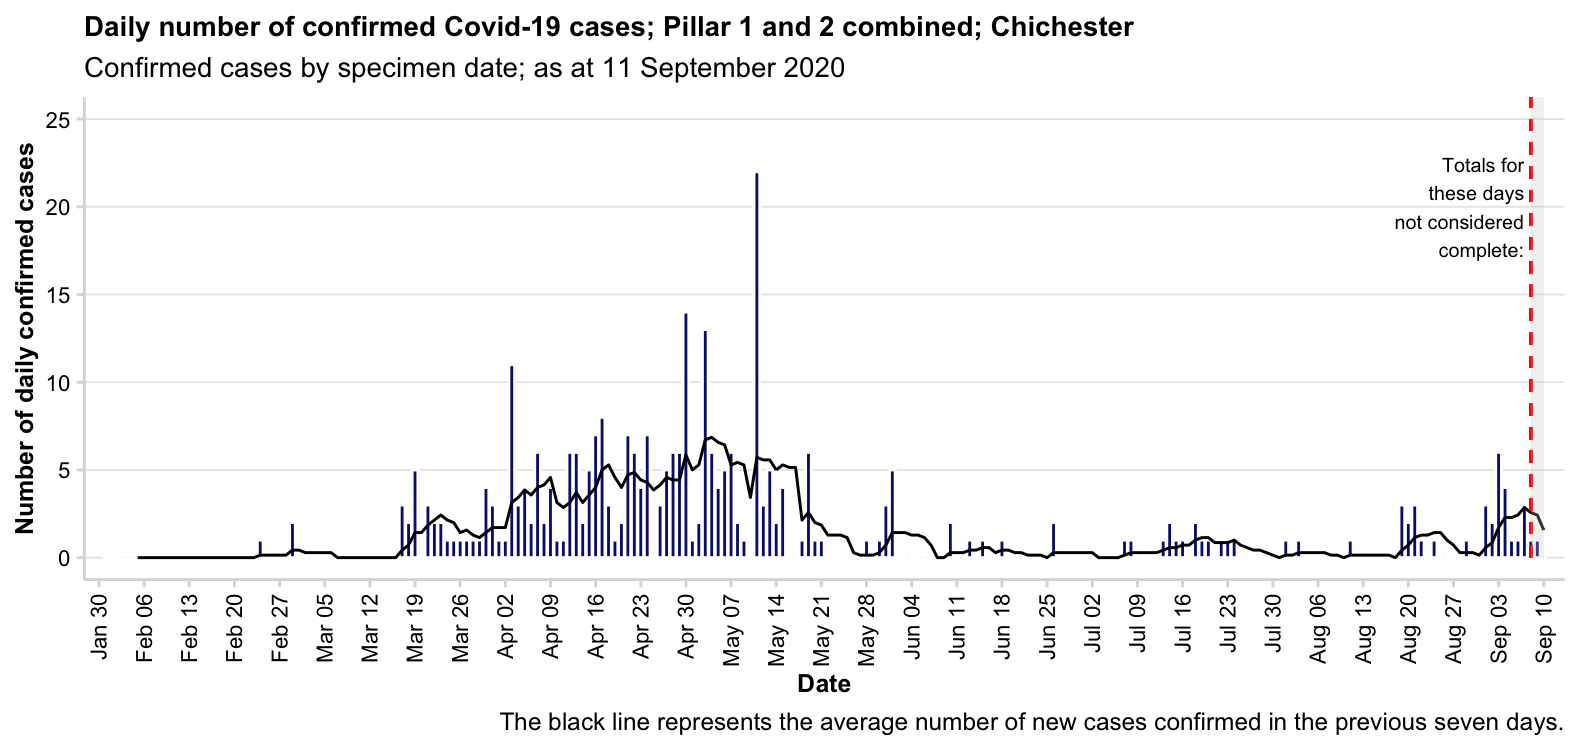 Daily number of confirmed Covid-19 cases; Pillar 1 and 2 combined; Chichester
Confirmed cases by specimen date; as at 11 September 2020
Number of daily confirmed cases
25
20
15
10
5
0
Totals for
these days
not considered
complete:
Jan 30
Feb 06
Feb 13
Feb 20
Feb 27
Mar 05
Mar 12
Mar 19
Mar 26
Apr 02
Apr 09
Apr 16
Apr 23
Apr 30
May 07
May 14
May 21
May 28
Jun 04
Jun 11
Jun 18
Jun 25
Jul 02
Jul 09
Jul 16
Jul 23
Jul 30
Aug 06
Aug 13
Aug 20
Aug 27
Sep 03
Sep 10
Date
The black line represents the average number of new cases confirmed in the previous seven days.